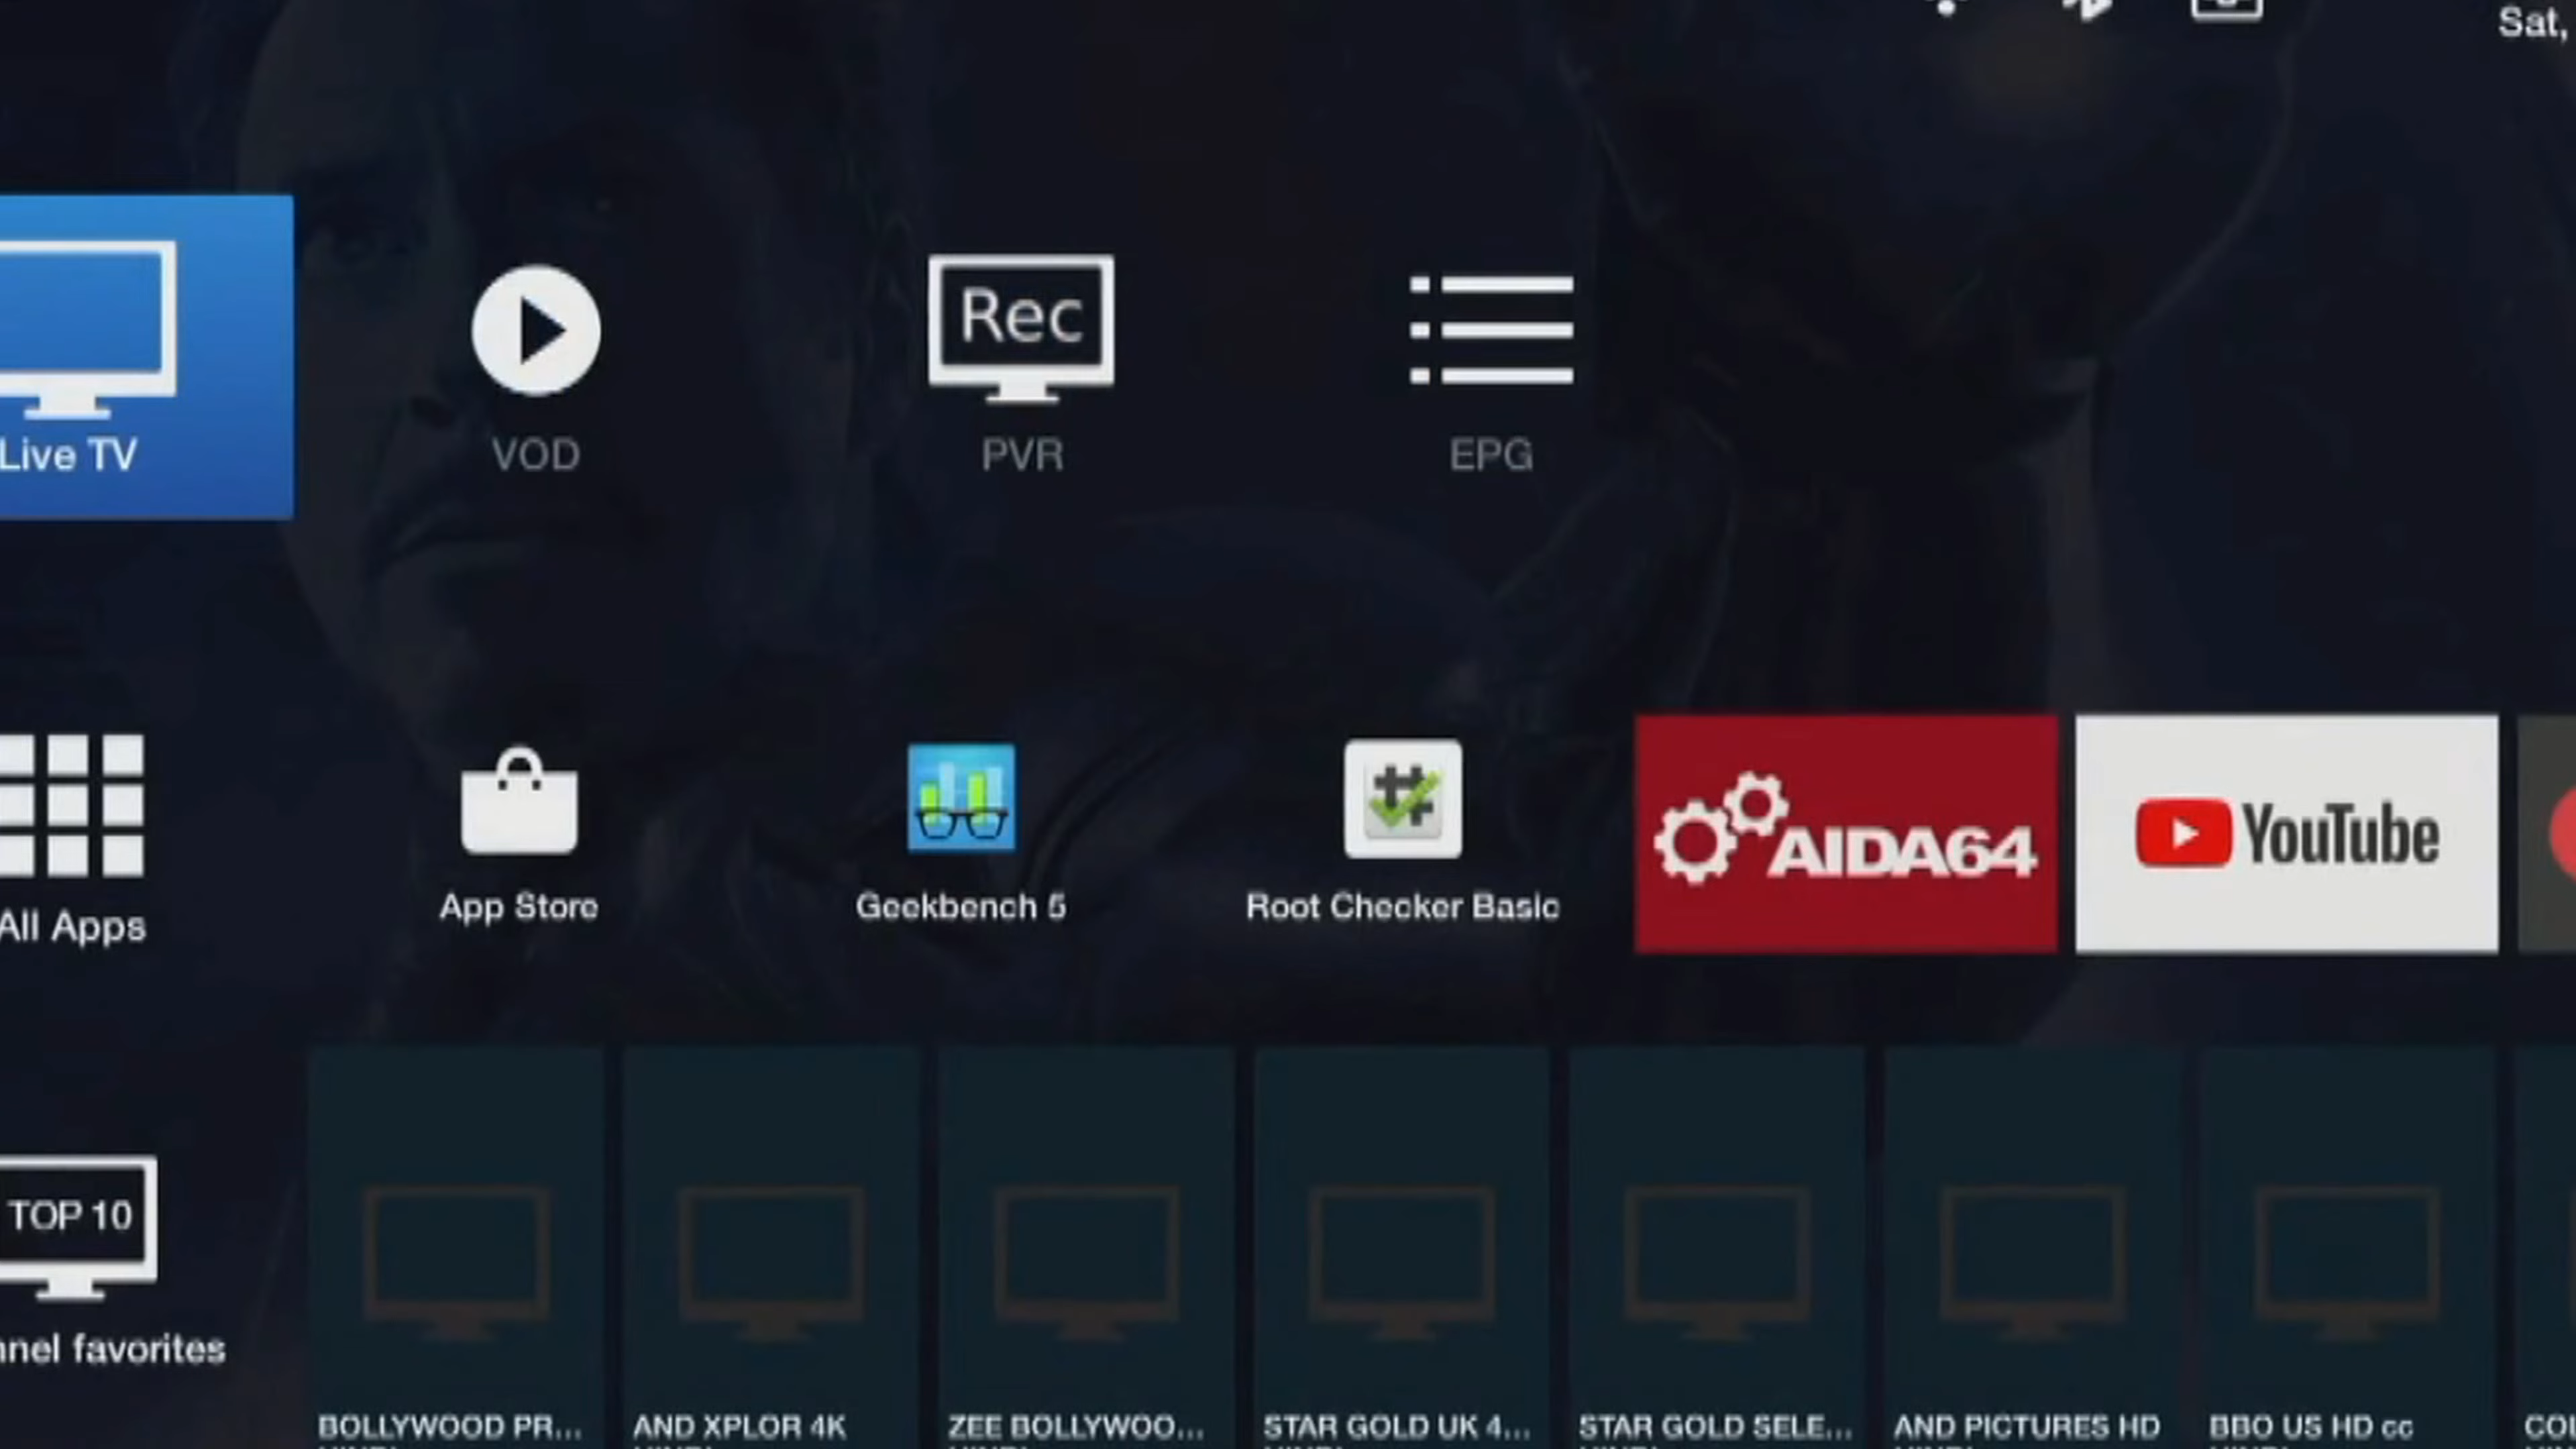 Sat,
Rec
Live TV
VOD
PVR
EPG
AIDA64
YouTube
All Apps
App Store
Geekbench 5
Root Checker Basic
TOP 10
nnel favorites
BOLLYWOOD PR...
AND XPLOR 4K
ZEE BOLLYWOO...
STAR GOLD UK 4...
STAR GOLD SELE...
AND PICTURES HD
BBO US HD cc